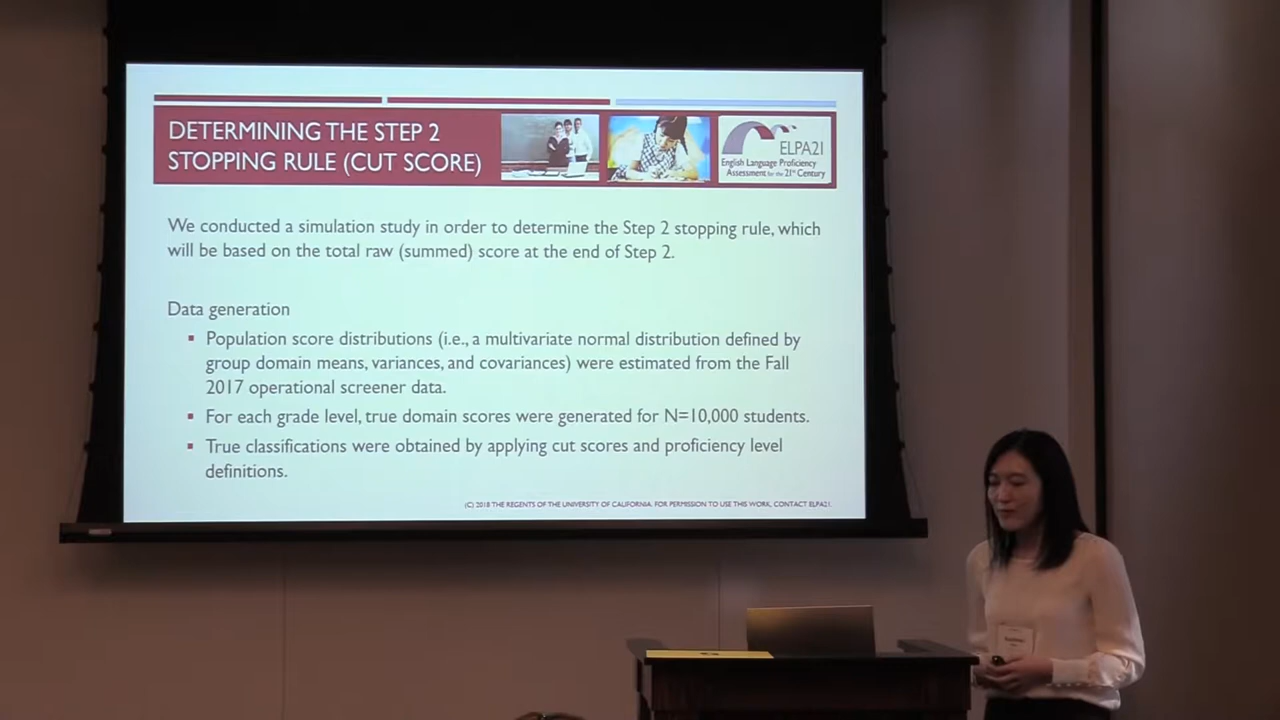 DETERMINING THE STEP 2
STOPPING RULE (CUT SCORE)
ELPA21
English Language Proficiency
Assessment for the 21st Century
We conducted a simulation study in order to determine the Step 2 stopping rule, which
will be based on the total raw (summed) score at the end of Step 2.
Data generation
▪ Population score distributions (i.e., a multivariate normal distribution defined by
group domain means, variances, and covariances) were estimated from the Fall
2017 operational screener data.
▪ For each grade level, true domain scores were generated for N=10,000 students.
▪ True classifications were obtained by applying cut scores and proficiency level
definitions.
(C) 2018 THE REGENTS OF THE UNIVERSITY OF CALIFORNIA. FOR PERMISSION TO USE THIS WORK, CONTACT ELPA21.